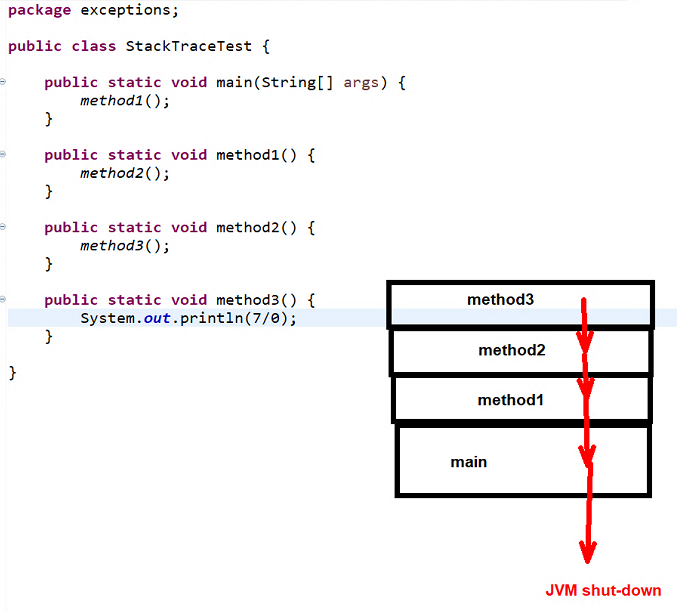 package exceptions;
public class StackTraceTest {
public static void main(String[] args) {
method1();
}
public static void method1() {
method2();
}
public static void method2() {
method3();
}
public static void method3() {
System.out.println(7/0);
}
}
method3
method2
method1
main
JVM shut-down